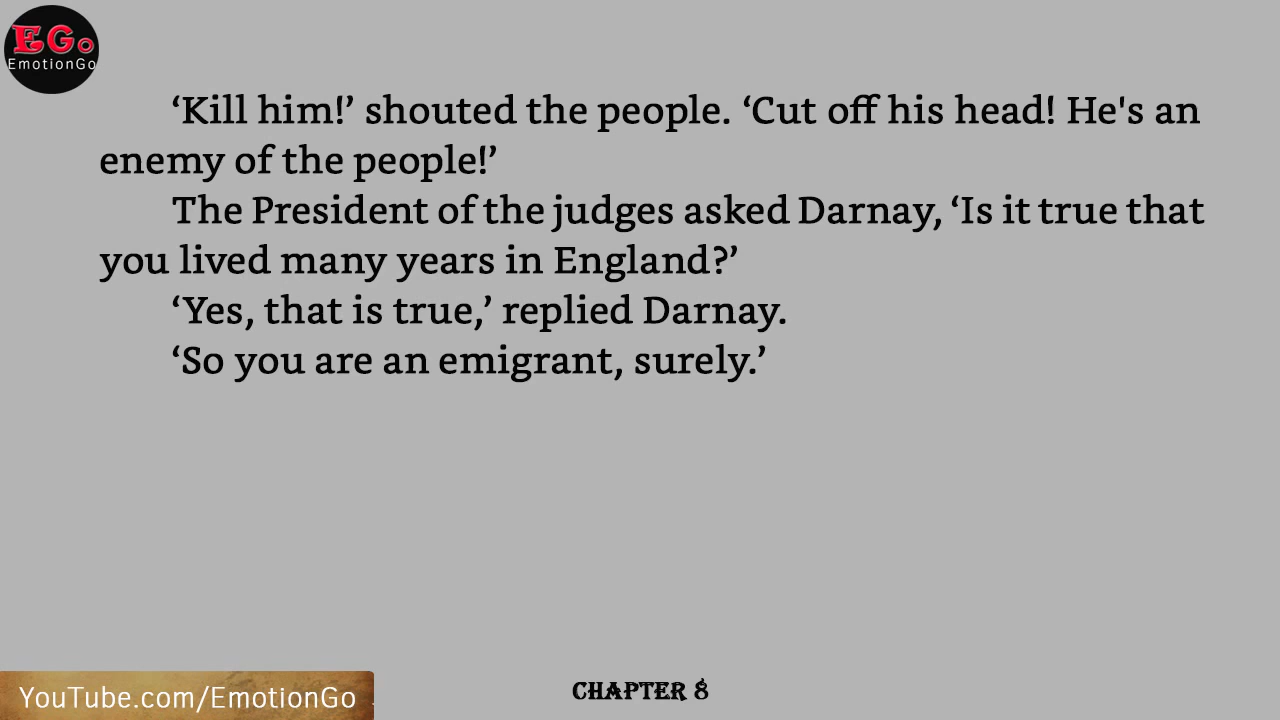 EGo
EmotionGo
‘Kill him!’ shouted the people. ‘Cut off his head! He's an
enemy of the people!’
The President of the judges asked Darnay, ‘Is it true that
you lived many years in England?’
‘Yes, that is true,’ replied Darnay.
‘So you are an emigrant, surely.’
YouTube.com/EmotionGo
CHAPTER 8